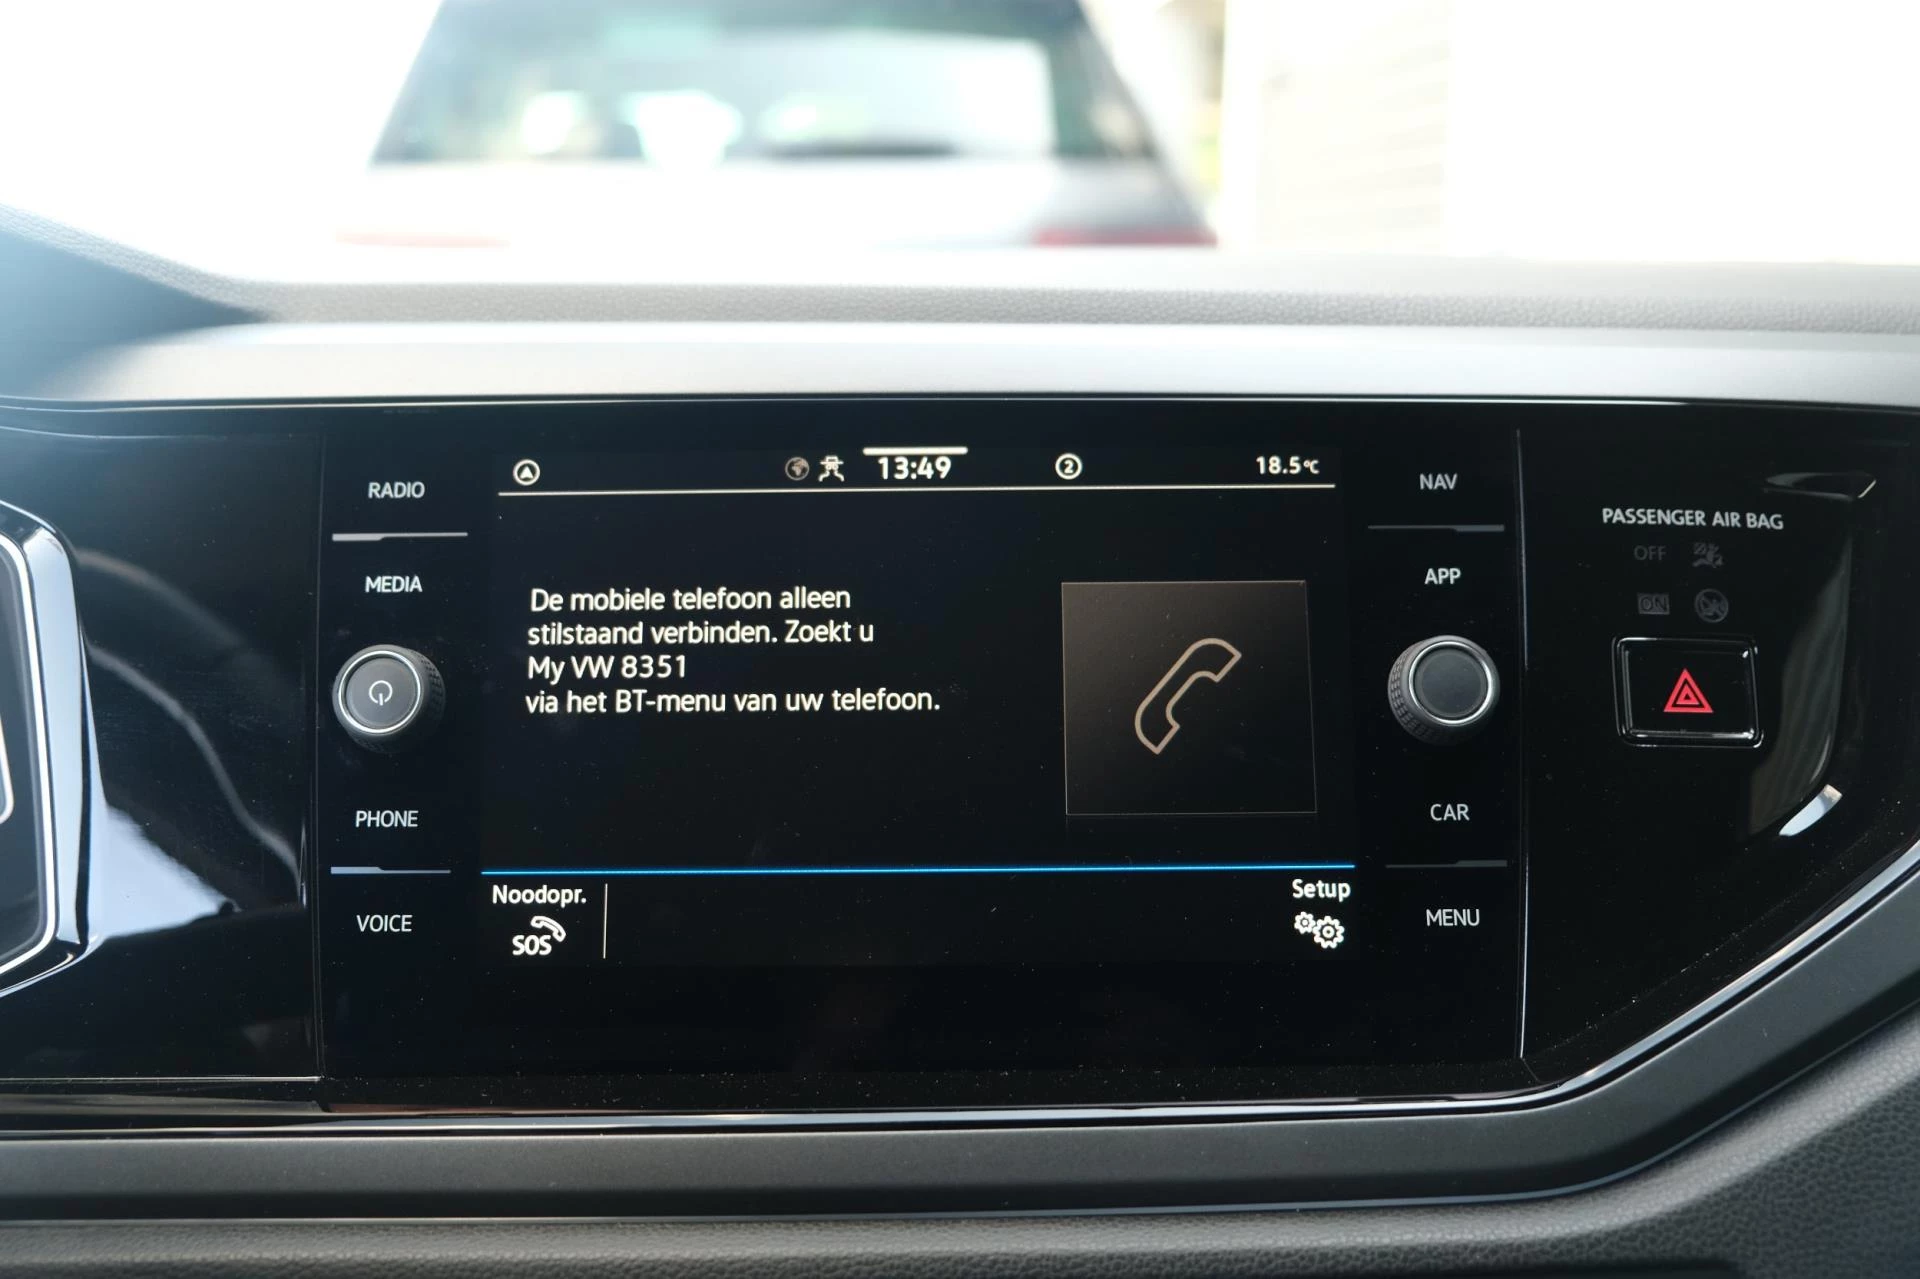 RADIO
MEDIA
PHONE
VOICE
13:49
2
18.5°C
De mobiele telefoon alleen
stilstaand verbinden. Zoekt u
My VW 8351
via het BT-menu van uw telefoon.
Noodopr.
SOS
Setup
NAV
APP
CAR
MENU
PASSENGER AIR BAG
OFF
ON